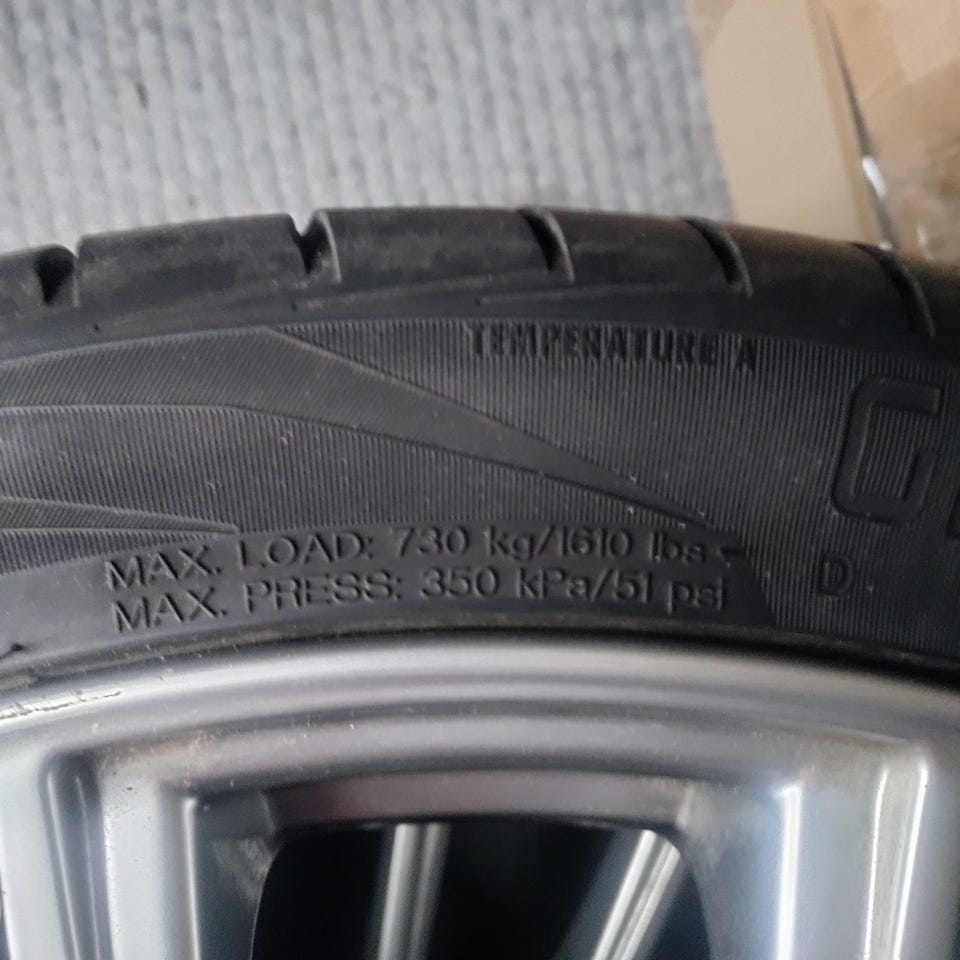 TEMPERATURE A
G
MAX. LOAD: 730 kg/1610 lbs
MAX. PRESS: 350 kPa/51 psi
D